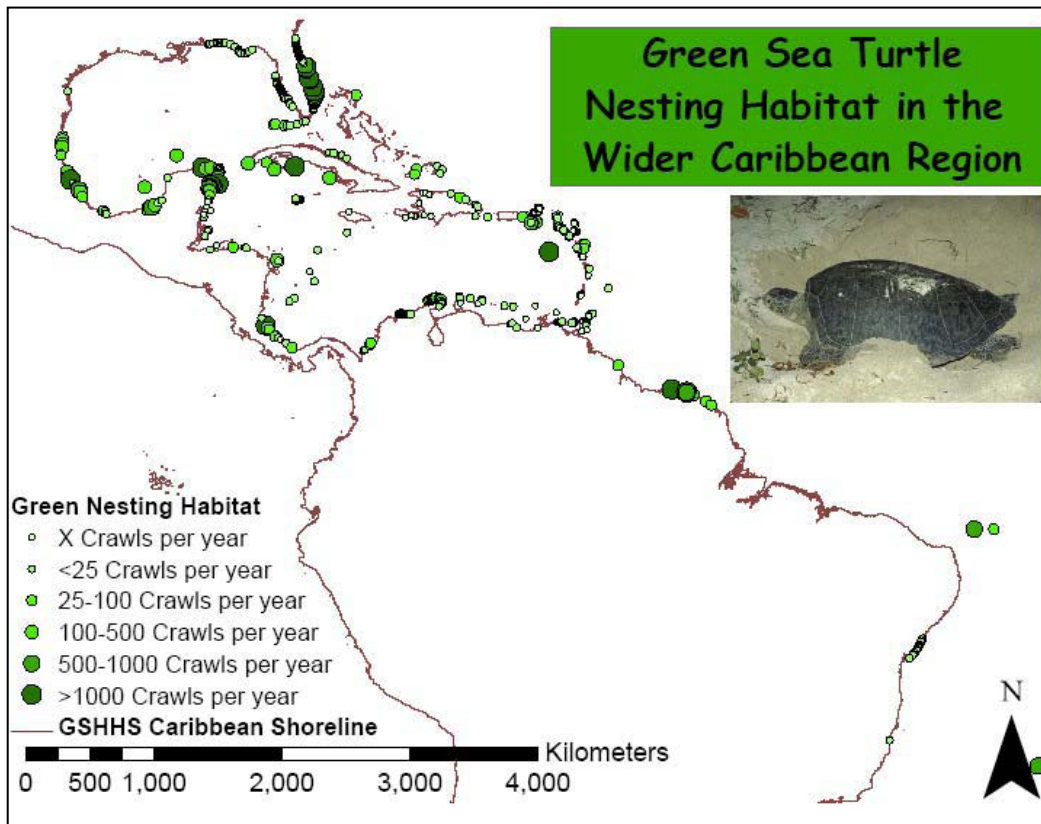 Green Sea Turtle
Nesting Habitat in the
Wider Caribbean Region
Green Nesting Habitat
X Crawls per year
<25 Crawls per year
25-100 Crawls per year
100-500 Crawls per year
500-1000 Crawls per year
>1000 Crawls per year
GSHHS Caribbean Shoreline
Kilometers
0 500 1,000 2,000 3,000 4,000
N